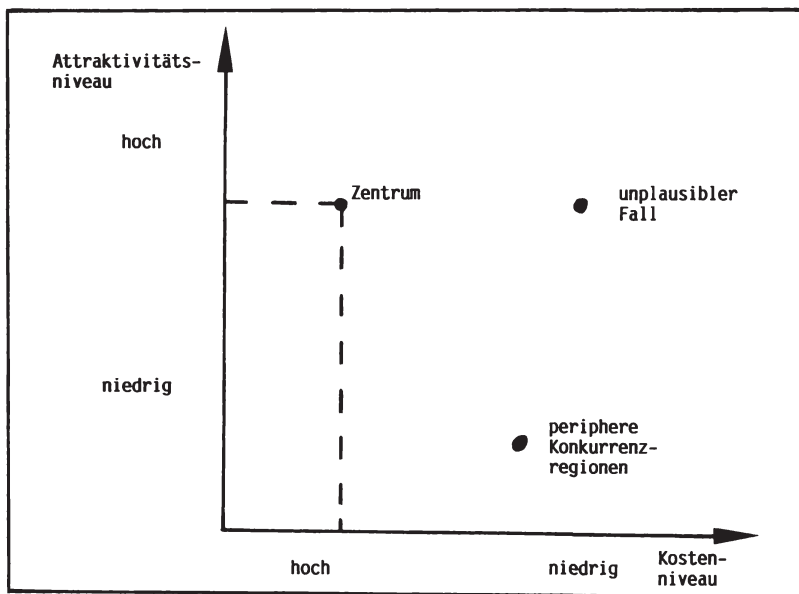 Attraktivitäts-
niveau
hoch
Zentrum
unplausibler
Fall
niedrig
periphere
Konkurrenz-
regionen
hoch
niedrig
Kosten-
niveau